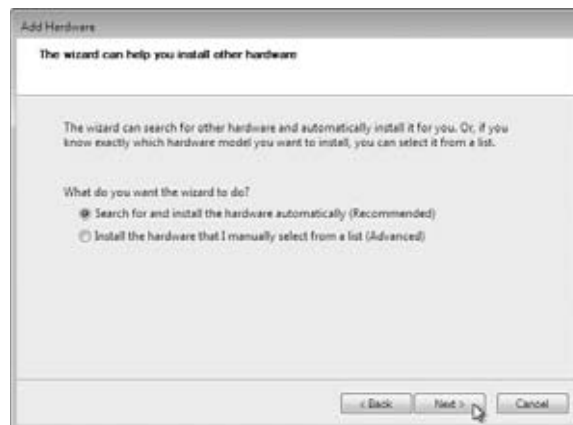 Add Hardware
The wizard can help you install other hardware
The wizard can search for other hardware and automatically install it for you. Or, if you
know exactly which hardware model you want to install, you can select it from a list.
What do you want the wizard to do?
Search for and install the hardware automatically (Recommended)
Install the hardware that I manually select from a list (Advanced)
< Back
Next >
Cancel